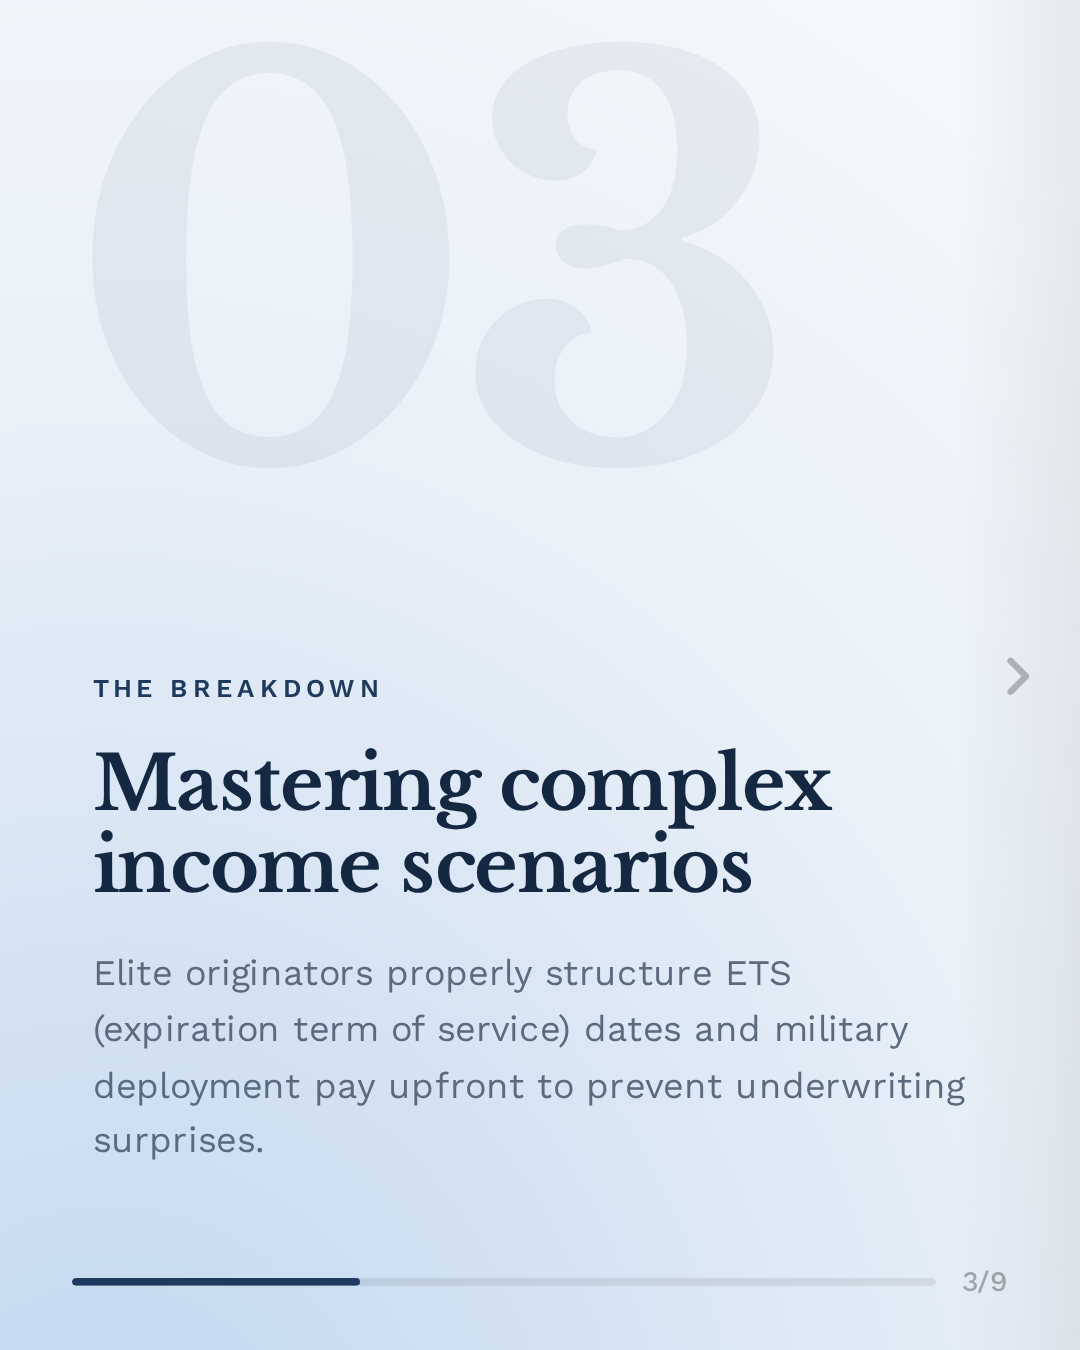 03
THE BREAKDOWN
Mastering complex
income scenarios
Elite originators properly structure ETS
(expiration term of service) dates and military
deployment pay upfront to prevent underwriting
surprises.
3/9